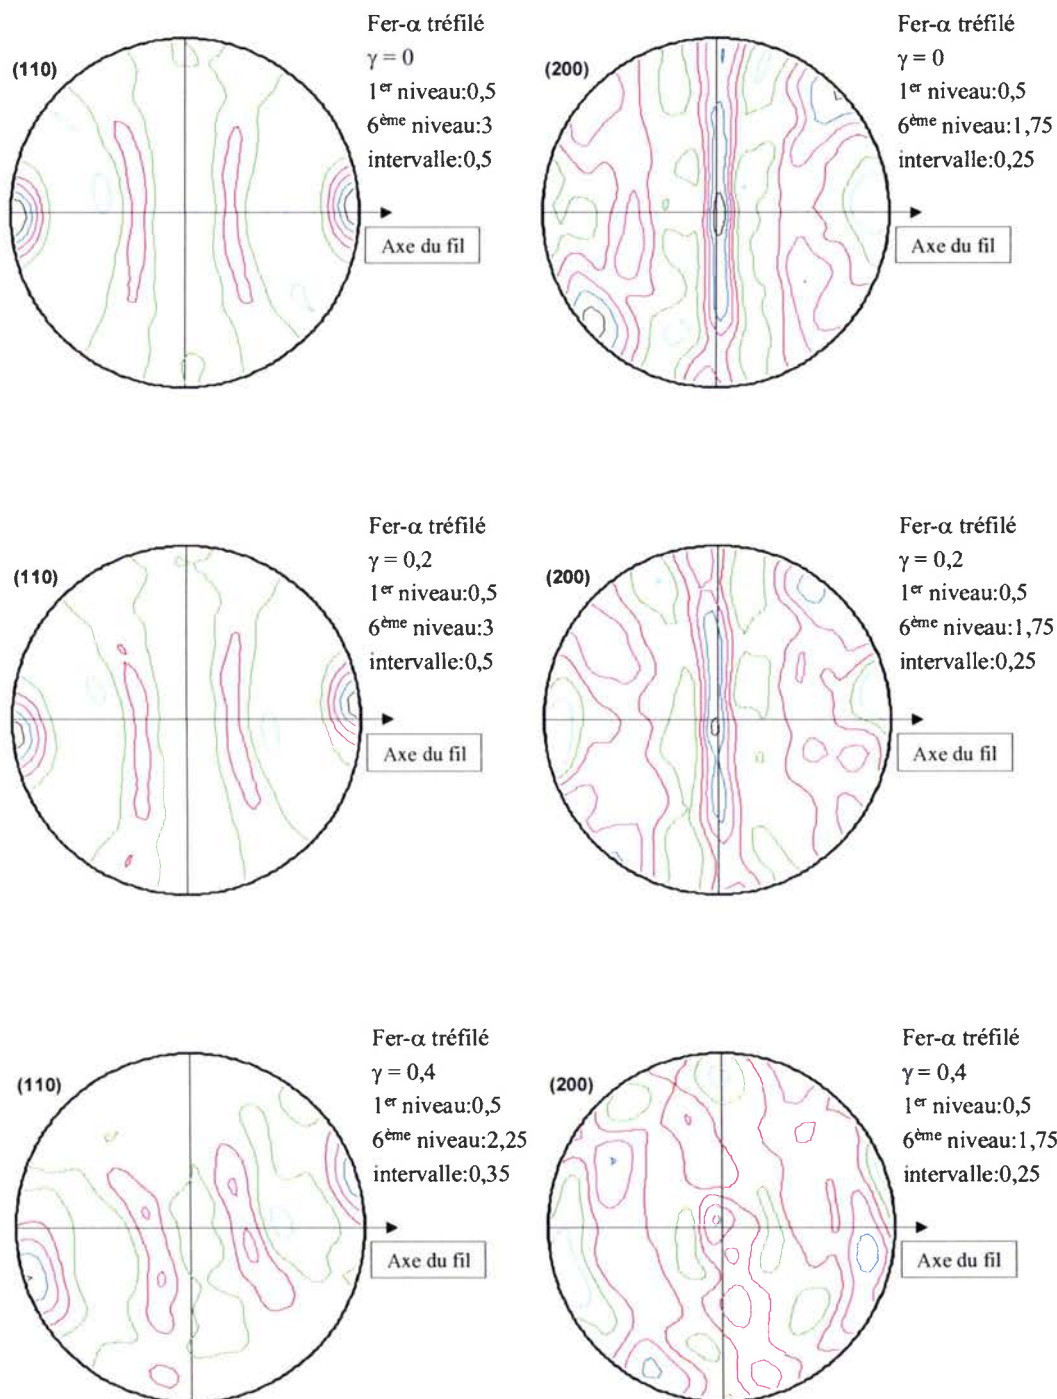 (110)
Fer-α tréfilé
γ = 0
1er niveau:0,5
6ème niveau:3
intervalle:0,5
Axe du fil
(200)
Fer-α tréfilé
γ = 0
1er niveau:0,5
6ème niveau:1,75
intervalle:0,25
Axe du fil
(110)
Fer-α tréfilé
γ = 0,2
1er niveau:0,5
6ème niveau:3
intervalle:0,5
Axe du fil
(200)
Fer-α tréfilé
γ = 0,2
1er niveau:0,5
6ème niveau:1,75
intervalle:0,25
Axe du fil
(110)
Fer-α tréfilé
γ = 0,4
1er niveau:0,5
6ème niveau:2,25
intervalle:0,35
Axe du fil
(200)
Fer-α tréfilé
γ = 0,4
1er niveau:0,5
6ème niveau:1,75
intervalle:0,25
Axe du fil